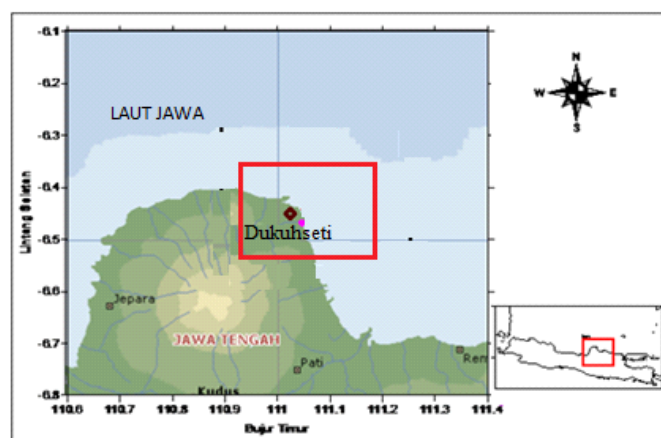 -6.1
-6.2
-6.3
-6.4
-6.5
-6.6
-6.7
-6.8
Lintang Selatan
LAUT JAWA
Dukuhseti
Jepara
JAWA TENGAH
Pati
Rem
Kudus
110.6 110.7 110.8 110.9 111.0 111.1 111.2 111.3 111.4
Bujur Timur
N
W E
S